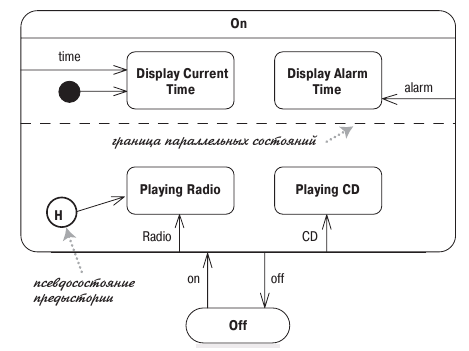 On
time
Display Current
Time
Display Alarm
Time
alarm
граница параллельных состояний
Playing Radio
Playing CD
H
Radio
CD
псевдосостояние
предыстории
on
off
Off